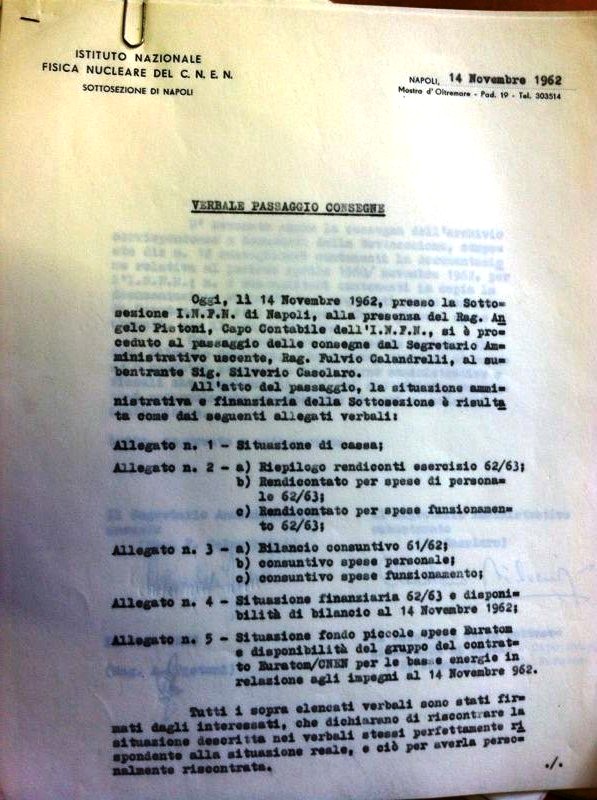 ISTITUTO NAZIONALE
FISICA NUCLEARE DEL C. N. E. N.
SOTTOSEZIONE DI NAPOLI
NAPOLI, 14 Novembre 1962
Mostra d'Oltremare - Pad. 19 - Tel. 303514
VERBALE PASSAGGIO CONSEGNE
Oggi, li 14 Novembre 1962, presso la Sotto=
sezione I.N.F.N. di Napoli, alla presenza del Rag. An
gelo Pistoni, Capo Contabile dell'I.N.F.N., si è pro=
ceduto al passaggio delle consegne dal Segretario Am=
ministrativo uscente, Rag. Fulvio Calandrelli, al su=
bentrante Sig. Silverio Casolaro.
All'atto del passaggio, la situazione ammi=
nistrativa e finanziaria della Sottosezione è risulta
ta come dai seguenti allegati verbali:
Allegato n. 1 - Situazione di cassa;
Allegato n. 2 - a) Riepilogo rendiconti esercizio 62/63;
b) Rendicontato per spese di persona=
le 62/63;
c) Rendicontato per spese funzionamen=
to 62/63;
Allegato n. 3 - a) Bilancio consuntivo 61/62;
b) consuntivo spese personale;
c) consuntivo spese funzionamento;
Allegato n. 4 - Situazione finanziaria 62/63 e disponi=
bilità di bilancio al 14 Novembre 1962;
Allegato n. 5 - Situazione fondo piccole spese Euratom
e disponibilità del gruppo del contrat=
to Euratom/CNEN per le basse energie in
relazione agli impegni al 14 Novembre 962.
Tutti i sopra elencati verbali sono stati fir=
mati dagli interessati, che dichiarano di riscontrare la
situazione descritta nei verbali stessi perfettamente ri
spondente alla situazione reale, e ciò per averla perso=
nalmente riscontrata.
./.